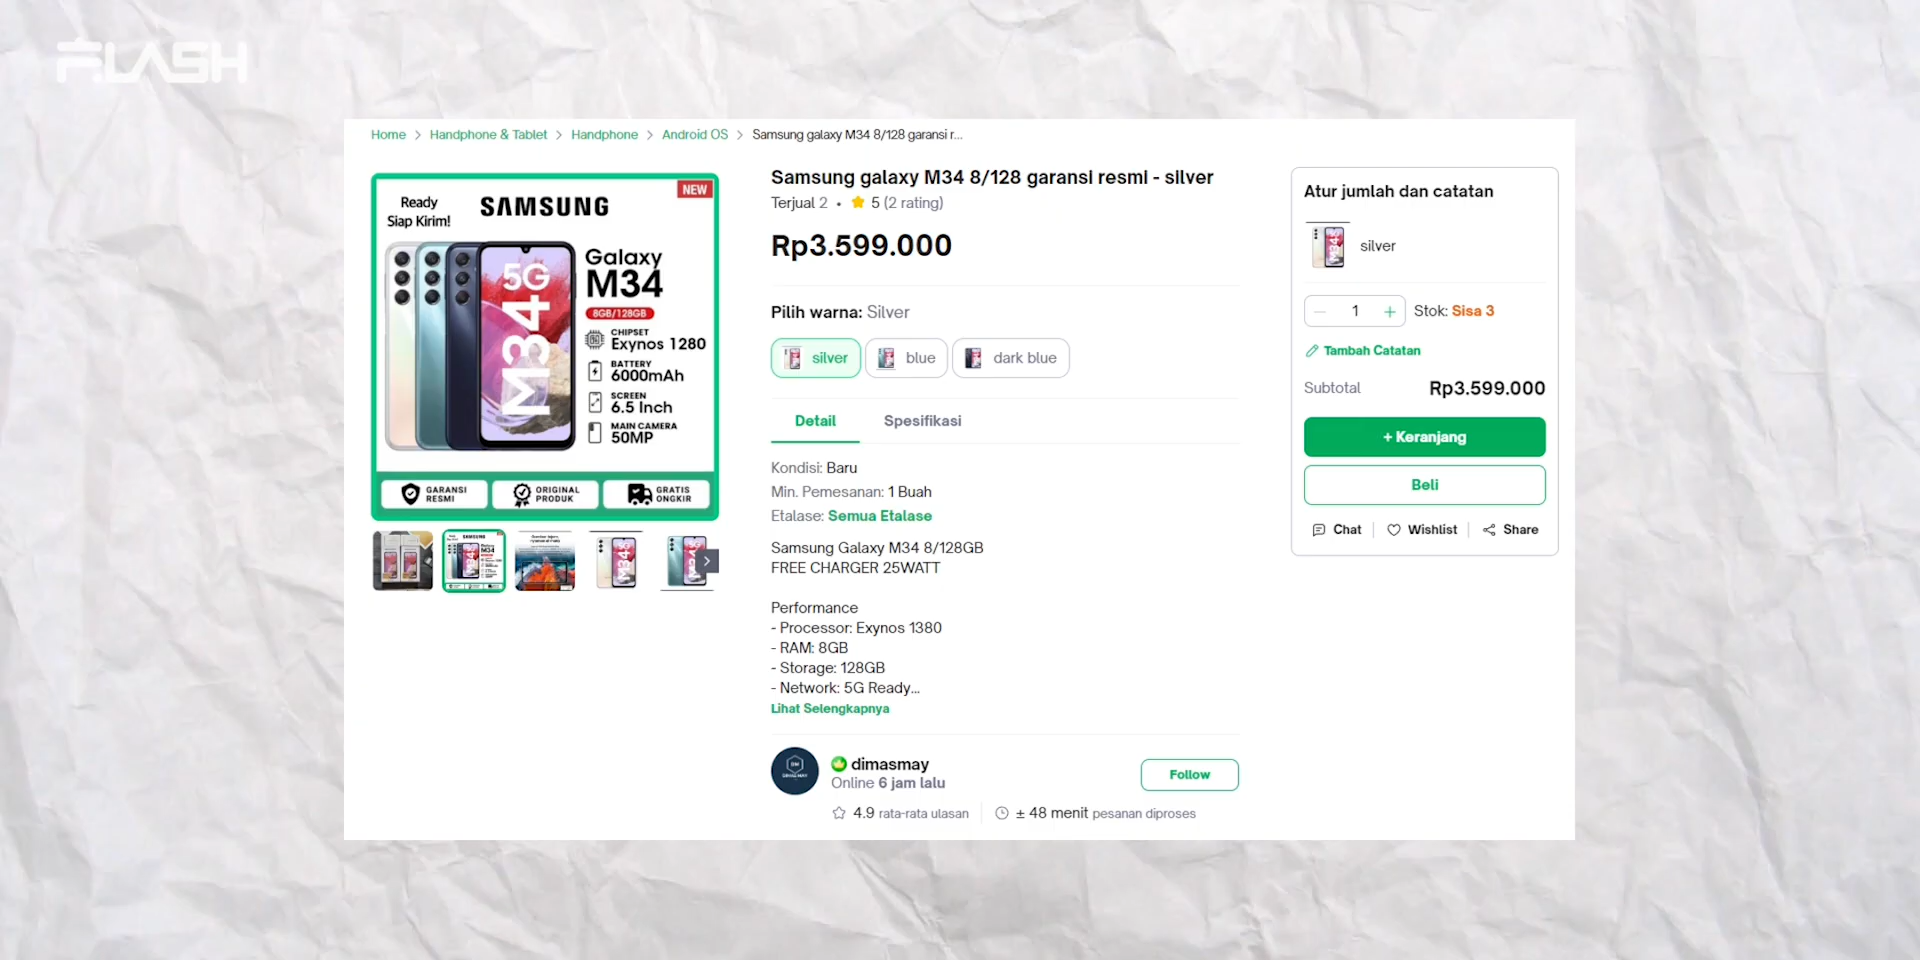 FLASH
Home > Handphone & Tablet > Handphone > Android OS > Samsung galaxy M34 8/128 garansi r...
NEW
Ready
Siap Kirim!
SAMSUNG
5G
M34
Galaxy
M34
8GB/128GB
CHIPSET
Exynos 1280
BATTERY
6000mAh
SCREEN
6.5 Inch
MAIN CAMERA
50MP
GARANSI
RESMI
ORIGINAL
PRODUK
GRATIS
ONGKIR
Samsung galaxy M34 8/128 garansi resmi - silver
Terjual 2 • 5 (2 rating)
Rp3.599.000
Pilih warna: Silver
silver
blue
dark blue
Detail
Spesifikasi
Kondisi: Baru
Min. Pemesanan: 1 Buah
Etalase: Semua Etalase
Samsung Galaxy M34 8/128GB
FREE CHARGER 25WATT
Performance
- Processor: Exynos 1380
- RAM: 8GB
- Storage: 128GB
- Network: 5G Ready...
Lihat Selengkapnya
dimasmay
Online 6 jam lalu
Follow
4.9 rata-rata ulasan
± 48 menit pesanan diproses
Atur jumlah dan catatan
silver
1
Stok: Sisa 3
Tambah Catatan
Subtotal
Rp3.599.000
+ Keranjang
Beli
Chat
Wishlist
Share